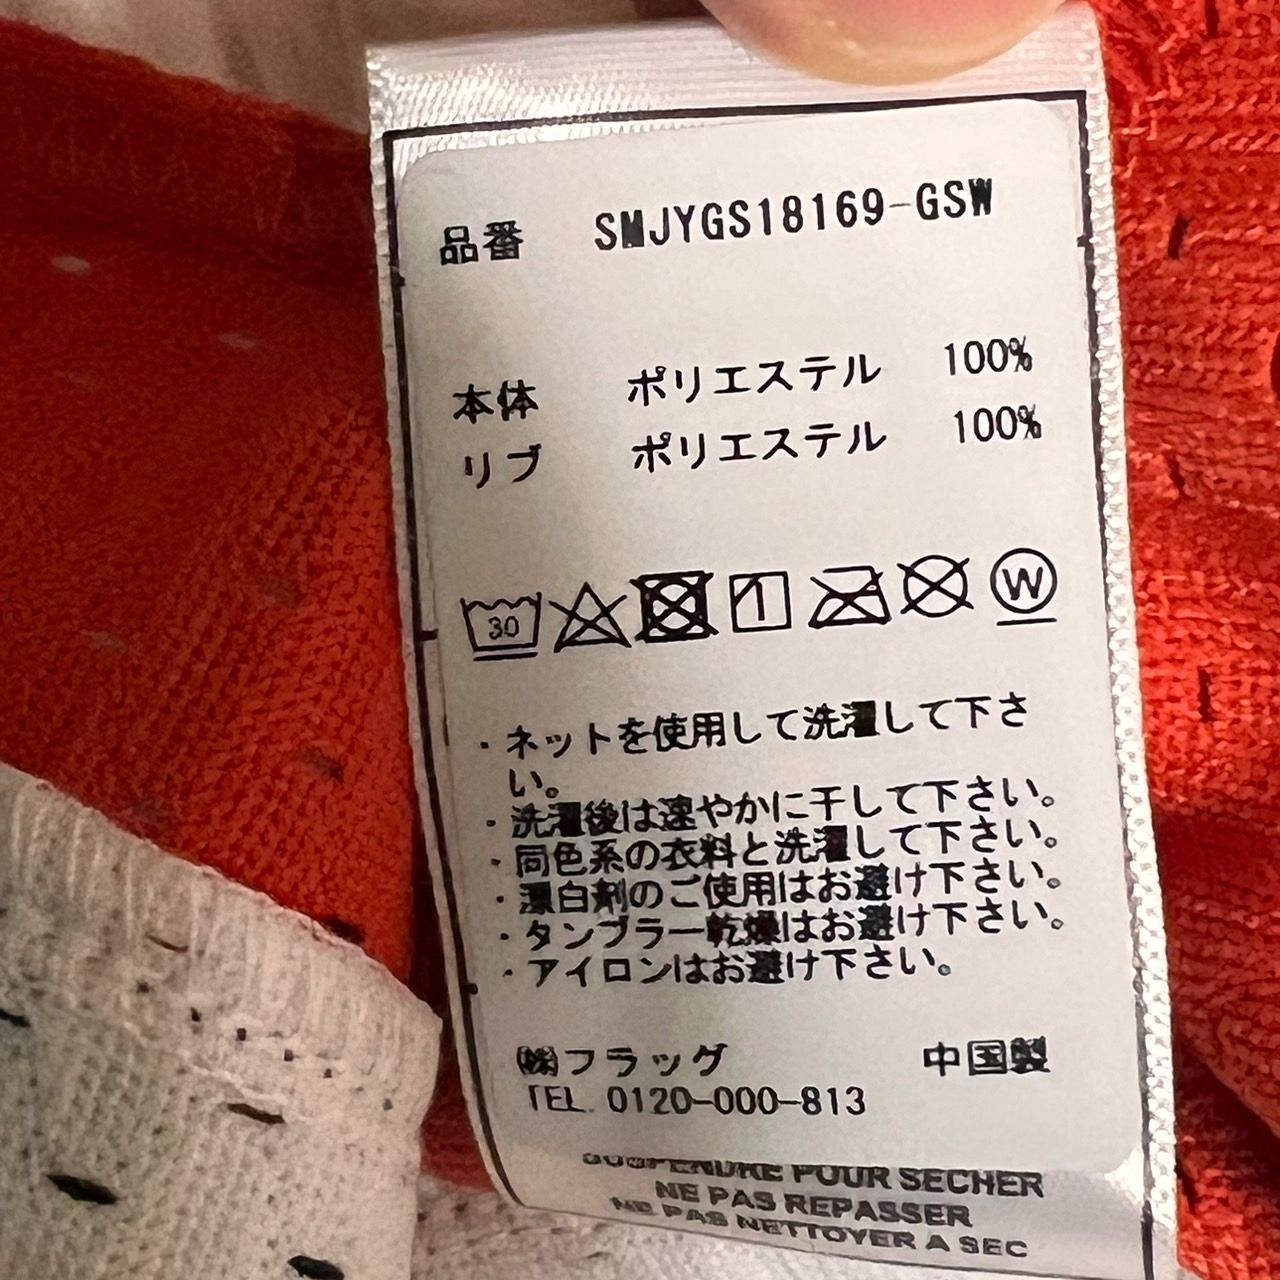 品番 SMJYGS18169-GSW
本体 ポリエステル 100%
リブ ポリエステル 100%
30
W
・ネットを使用して洗濯して下さ
い。
・洗濯後は速やかに干して下さい。
・同色系の衣料と洗濯して下さい。
・漂白剤のご使用はお避け下さい。
・タンブラー乾燥はお避け下さい。
・アイロンはお避け下さい。
㈱フラッグ 中国製
TEL. 0120-000-813
SUSPENDRE POUR SECHER
NE PAS REPASSER
NE PAS NETTOYER A SEC